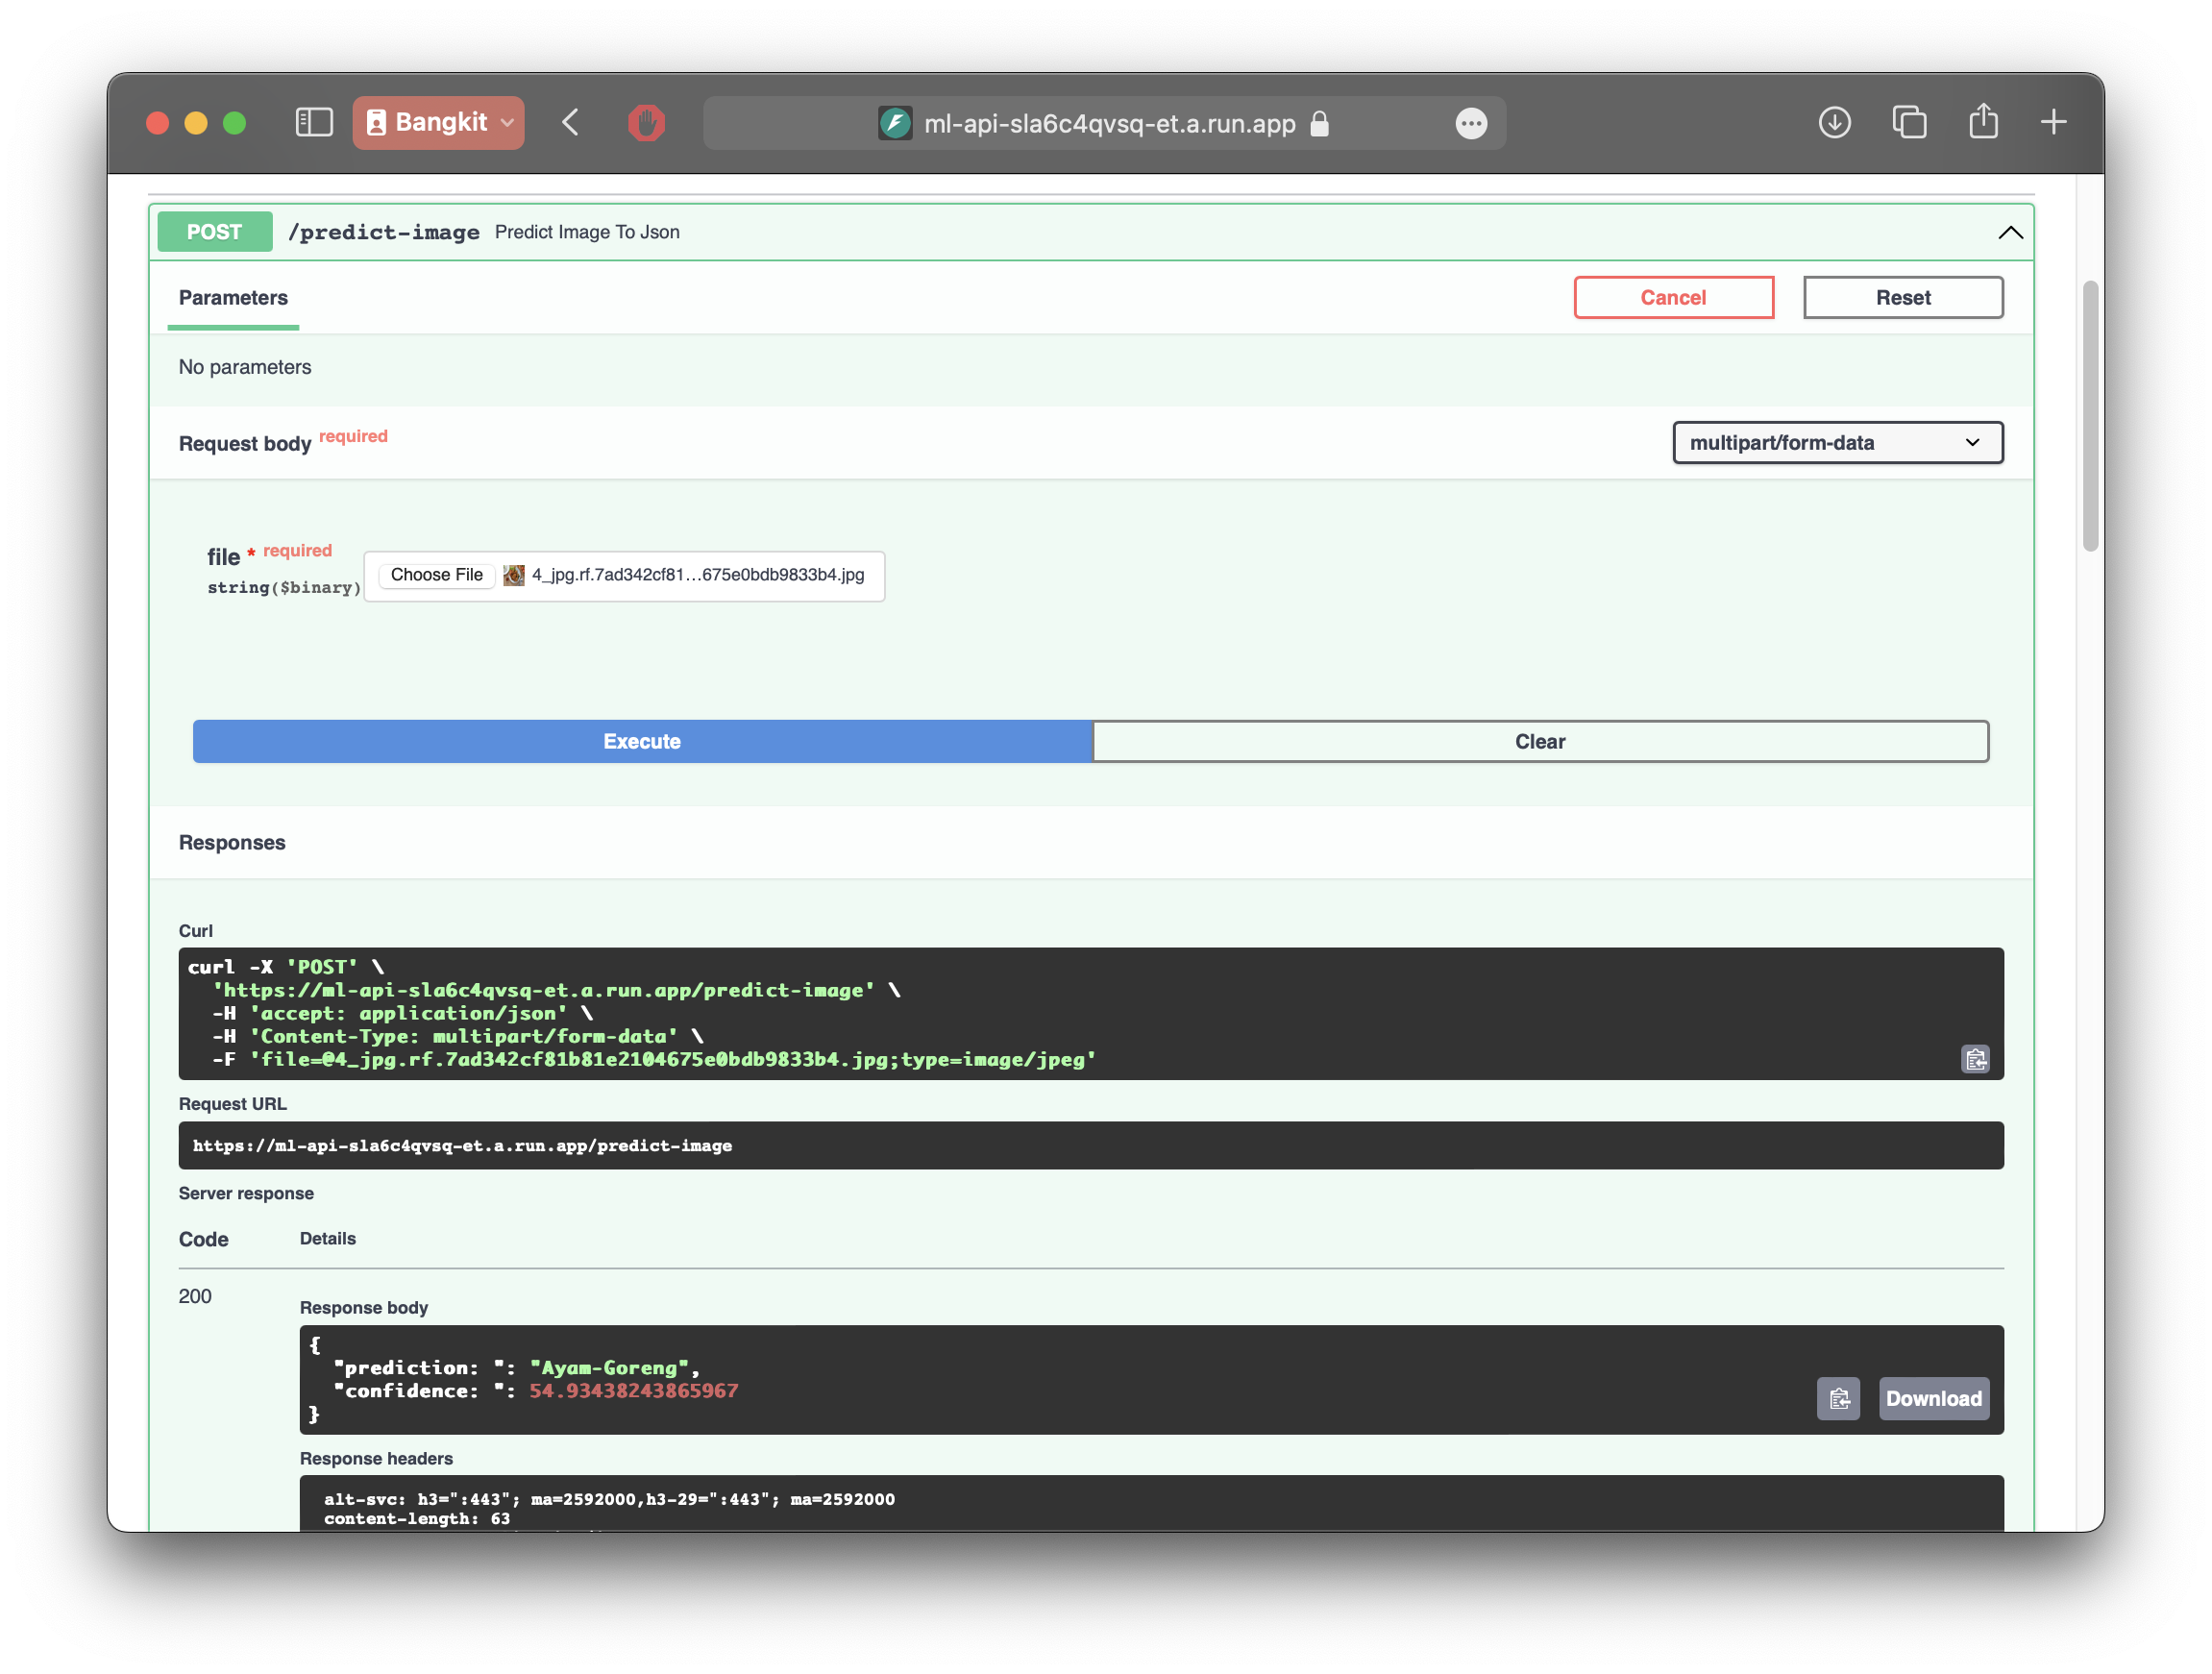 Bangkit
ml-api-sla6c4qvsq-et.a.run.app
POST /predict-image Predict Image To Json
Parameters
Cancel
Reset
No parameters
Request body required
multipart/form-data
file * required
string($binary)
Choose File 4_jpg.rf.7ad342cf81...675e0bdb9833b4.jpg
Execute
Clear
Responses
Curl
curl -X 'POST' \
'https://ml-api-sla6c4qvsq-et.a.run.app/predict-image' \
-H 'accept: application/json' \
-H 'Content-Type: multipart/form-data' \
-F 'file=@4_jpg.rf.7ad342cf81b81e2104675e0bdb9833b4.jpg;type=image/jpeg'
Request URL
https://ml-api-sla6c4qvsq-et.a.run.app/predict-image
Server response
Code Details
200
Response body
{
"prediction: ": "Ayam-Goreng",
"confidence: ": 54.93438243865967
}
Download
Response headers
alt-svc: h3=":443"; ma=2592000,h3-29=":443"; ma=2592000
content-length: 63